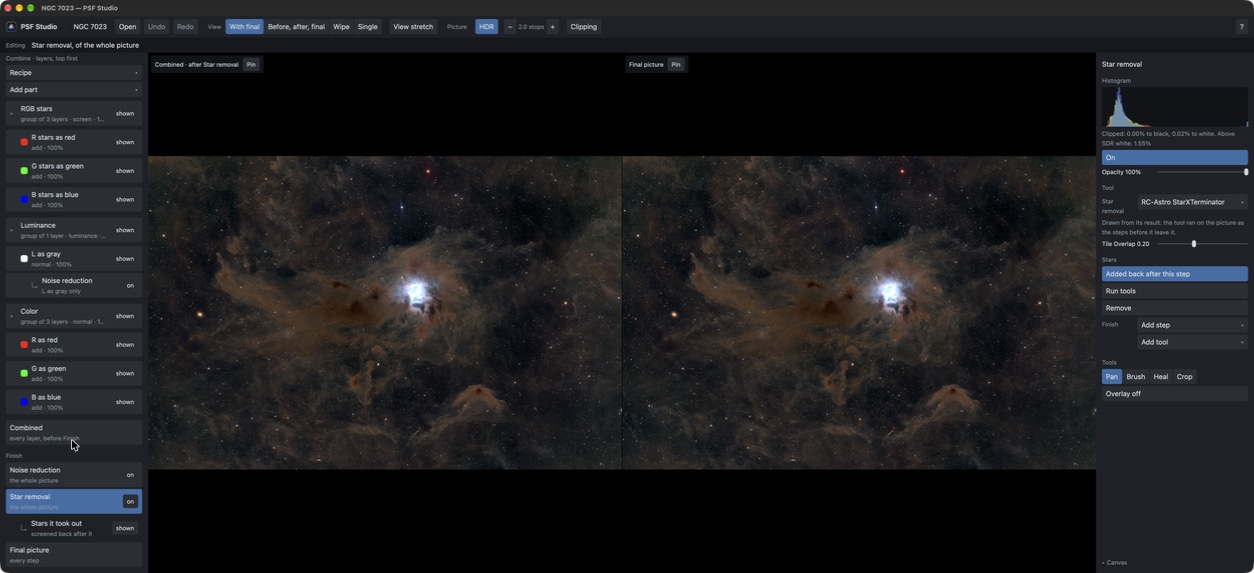 NGC 7023 — PSF Studio
PSF Studio NGC 7023 Open Undo Redo View With final Before, after, final Wipe Single View stretch Picture HDR − 2.0 stops + Clipping ?
Editing Star removal, of the whole picture
Combine · layers, top first
Recipe
Add part
RGB stars
group of 3 layers · screen · 1...
shown
R stars as red
add · 100%
shown
G stars as green
add · 100%
shown
B stars as blue
add · 100%
shown
Luminance
group of 1 layer · luminance ·...
shown
L as gray
normal · 100%
shown
Noise reduction
L as gray only
on
Color
group of 3 layers · normal · 1...
shown
R as red
add · 100%
shown
G as green
add · 100%
shown
B as blue
add · 100%
shown
Combined
every layer, before Finish
Finish
Noise reduction
the whole picture
on
Star removal
the whole picture
on
Stars it took out
screened back after it
shown
Final picture
every step
Combined · after Star removal Pin
Final picture Pin
Star removal
Histogram
Clipped: 0.00% to black, 0.02% to white. Above
SDR white: 1.55%
On
Opacity 100%
Tool
Star
removal
RC-Astro StarXTerminator
Drawn from its result: the tool ran on the picture as
the steps before it leave it.
Tile Overlap 0.20
Stars
Added back after this step
Run tools
Remove
Finish Add step
Add tool
Tools
Pan Brush Heal Crop
Overlay off
Canvas